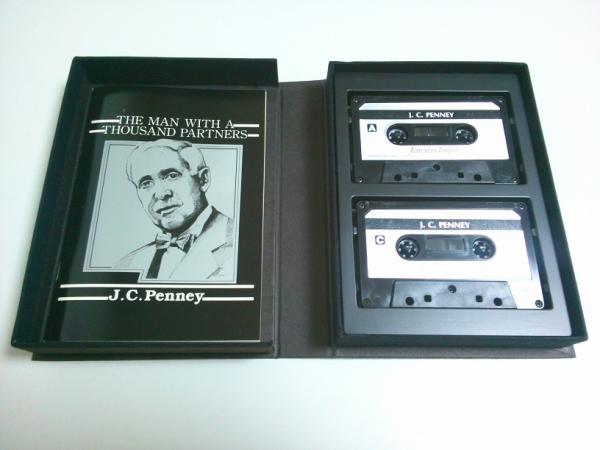 THE MAN WITH A
THOUSAND PARTNERS
J.C. Penney
J. C. PENNEY
A
J. C. PENNEY
C